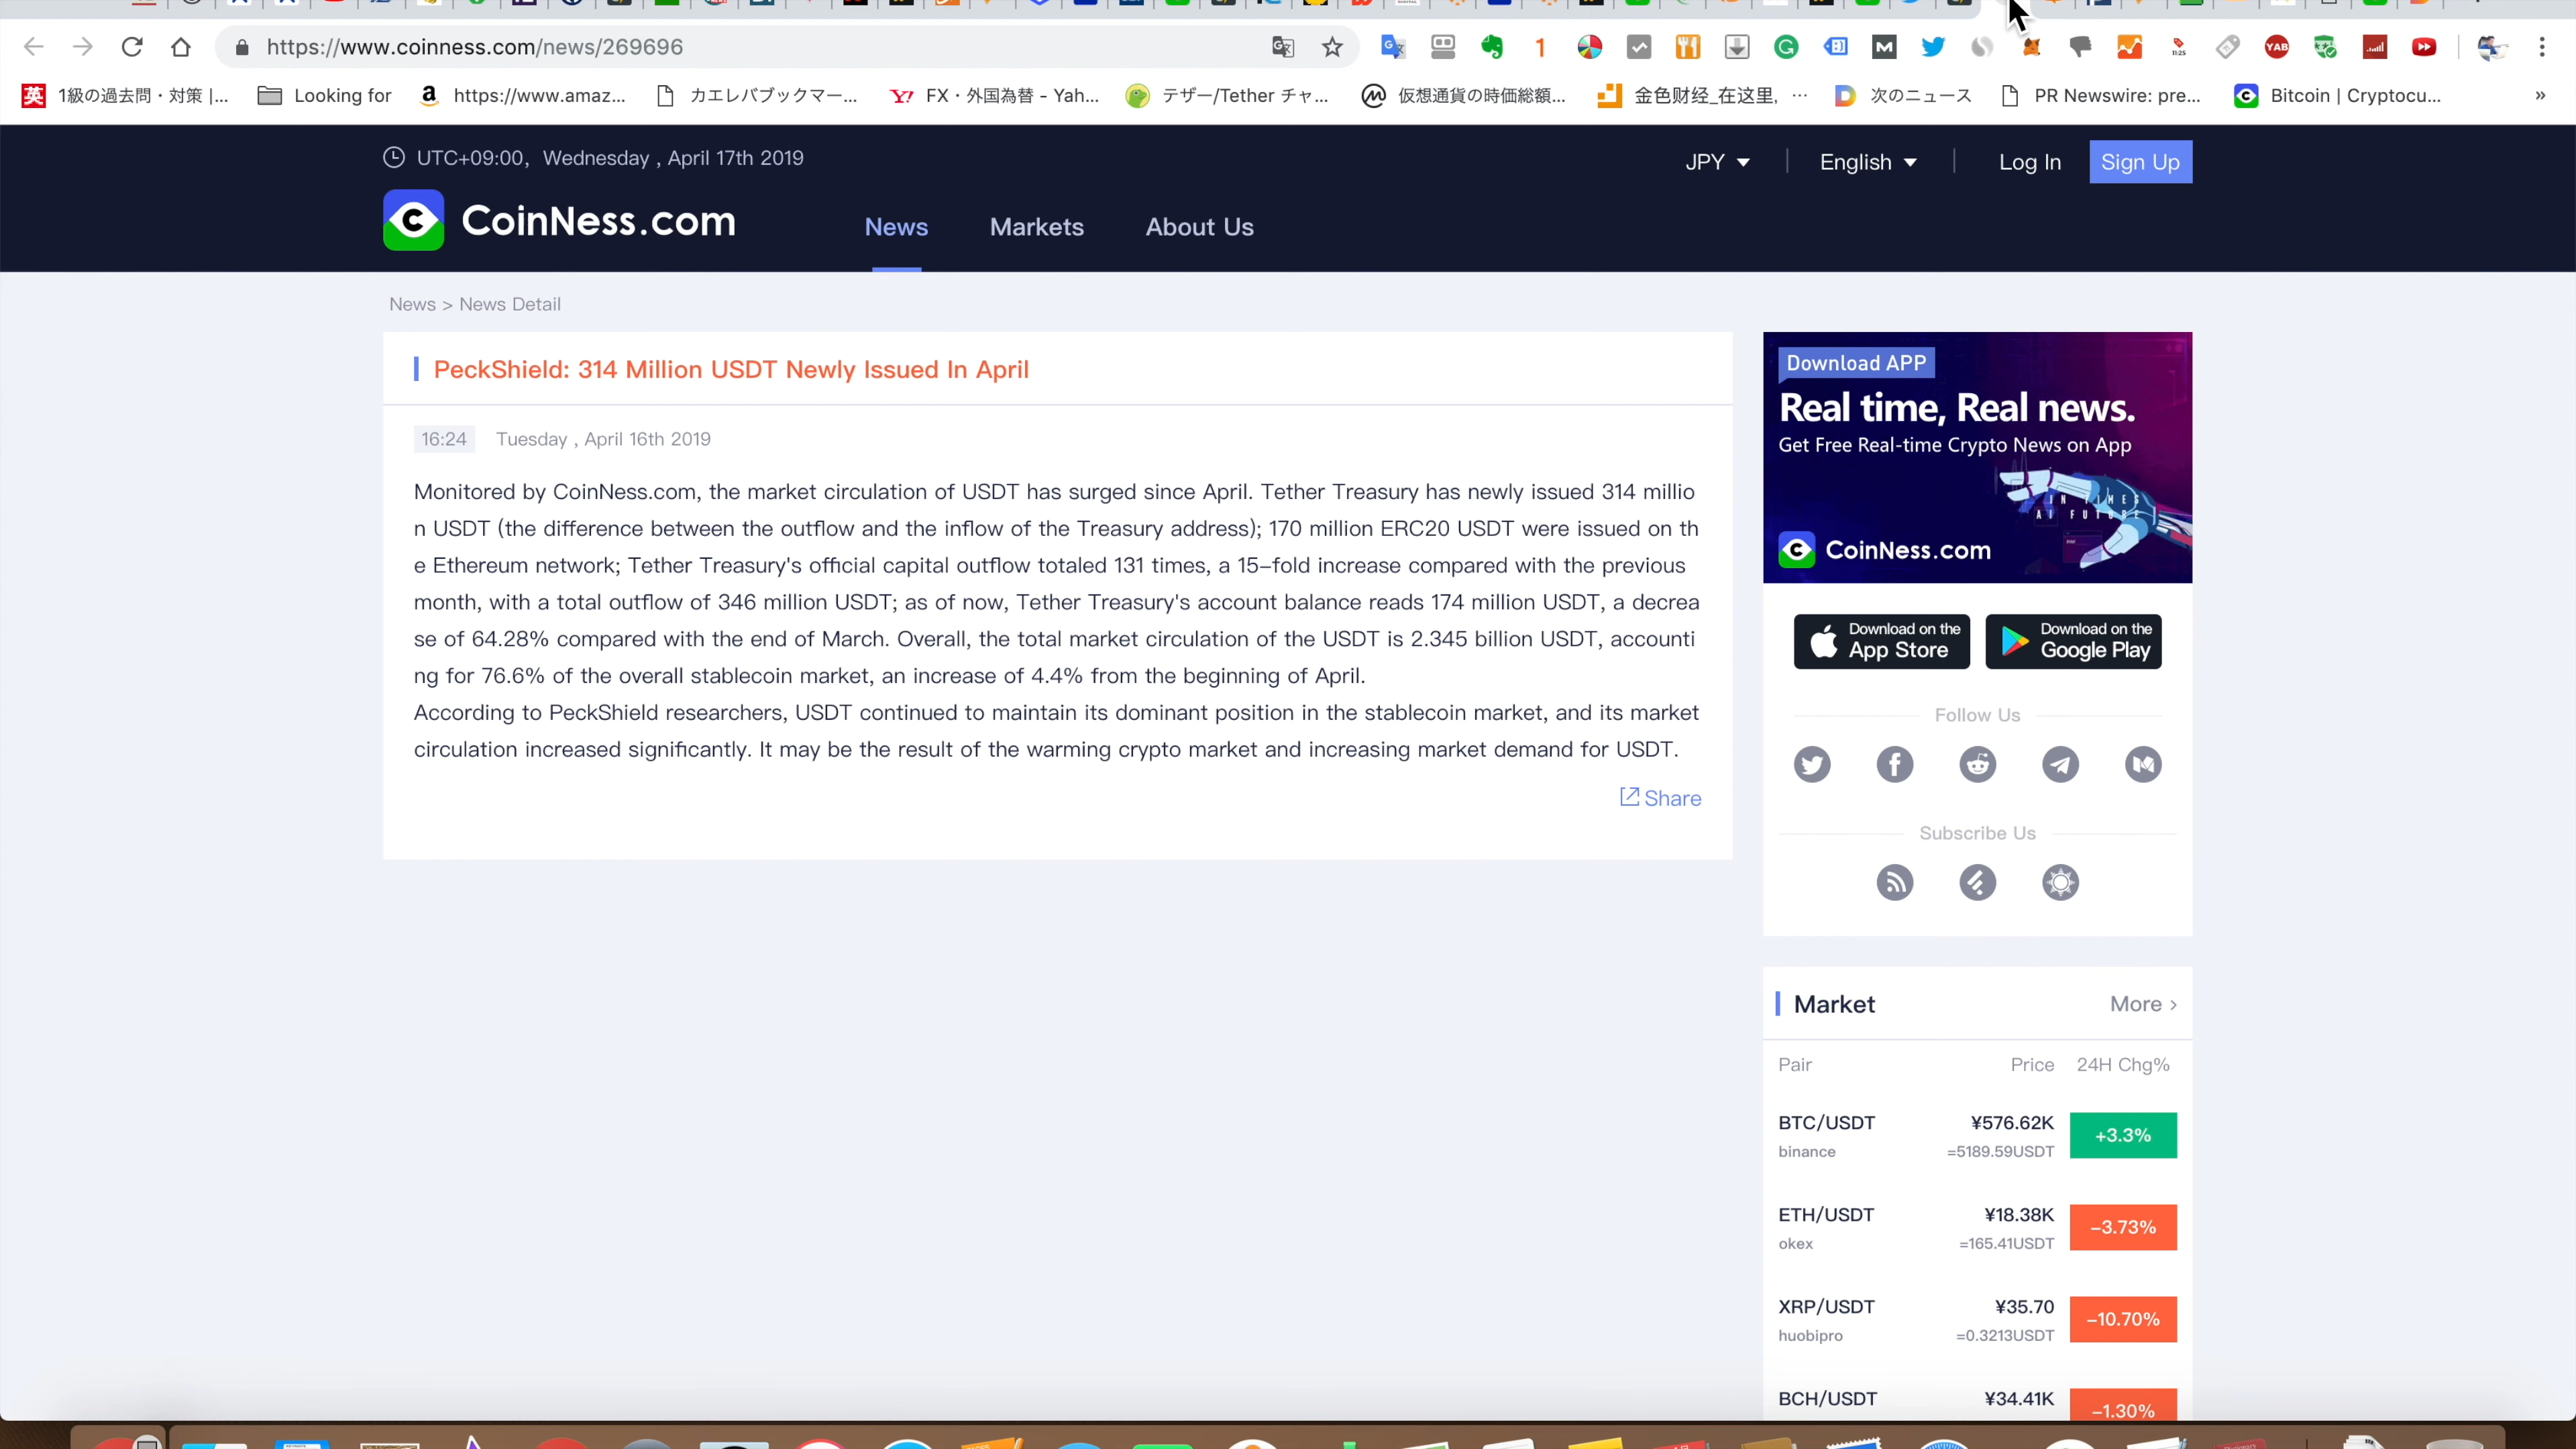 https://www.coinness.com/news/269696
1級の過去問・対策 |...
Looking for
https://www.amaz...
カエレバブックマー...
FX・外国為替 - Yah...
テザー/Tether チャ...
仮想通貨の時価総額...
金色财经_在这里, ...
次のニュース
PR Newswire: pre...
Bitcoin | Cryptocu...
»
UTC+09:00, Wednesday , April 17th 2019
JPY
English
Log In
Sign Up
CoinNess.com
News
Markets
About Us
News > News Detail
PeckShield: 314 Million USDT Newly Issued In April
16:24 Tuesday , April 16th 2019
Monitored by CoinNess.com, the market circulation of USDT has surged since April. Tether Treasury has newly issued 314 millio
n USDT (the difference between the outflow and the inflow of the Treasury address); 170 million ERC20 USDT were issued on th
e Ethereum network; Tether Treasury's official capital outflow totaled 131 times, a 15-fold increase compared with the previous
month, with a total outflow of 346 million USDT; as of now, Tether Treasury's account balance reads 174 million USDT, a decrea
se of 64.28% compared with the end of March. Overall, the total market circulation of the USDT is 2.345 billion USDT, accounti
ng for 76.6% of the overall stablecoin market, an increase of 4.4% from the beginning of April.
According to PeckShield researchers, USDT continued to maintain its dominant position in the stablecoin market, and its market
circulation increased significantly. It may be the result of the warming crypto market and increasing market demand for USDT.
Share
Download APP
Real time, Real news.
Get Free Real-time Crypto News on App
IN TIMES
AI FUTURE
CoinNess.com
Download on the
App Store
Download on the
Google Play
Follow Us
Subscribe Us
Market
More >
Pair Price 24H Chg%
BTC/USDT ¥576.62K +3.3%
binance =5189.59USDT
ETH/USDT ¥18.38K -3.73%
okex =165.41USDT
XRP/USDT ¥35.70 -10.70%
huobipro =0.3213USDT
BCH/USDT ¥34.41K -1.30%